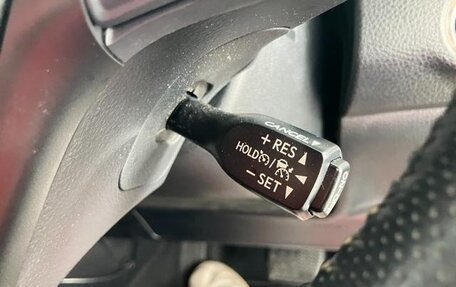 CANCEL
+ RES
HOLD /
- SET